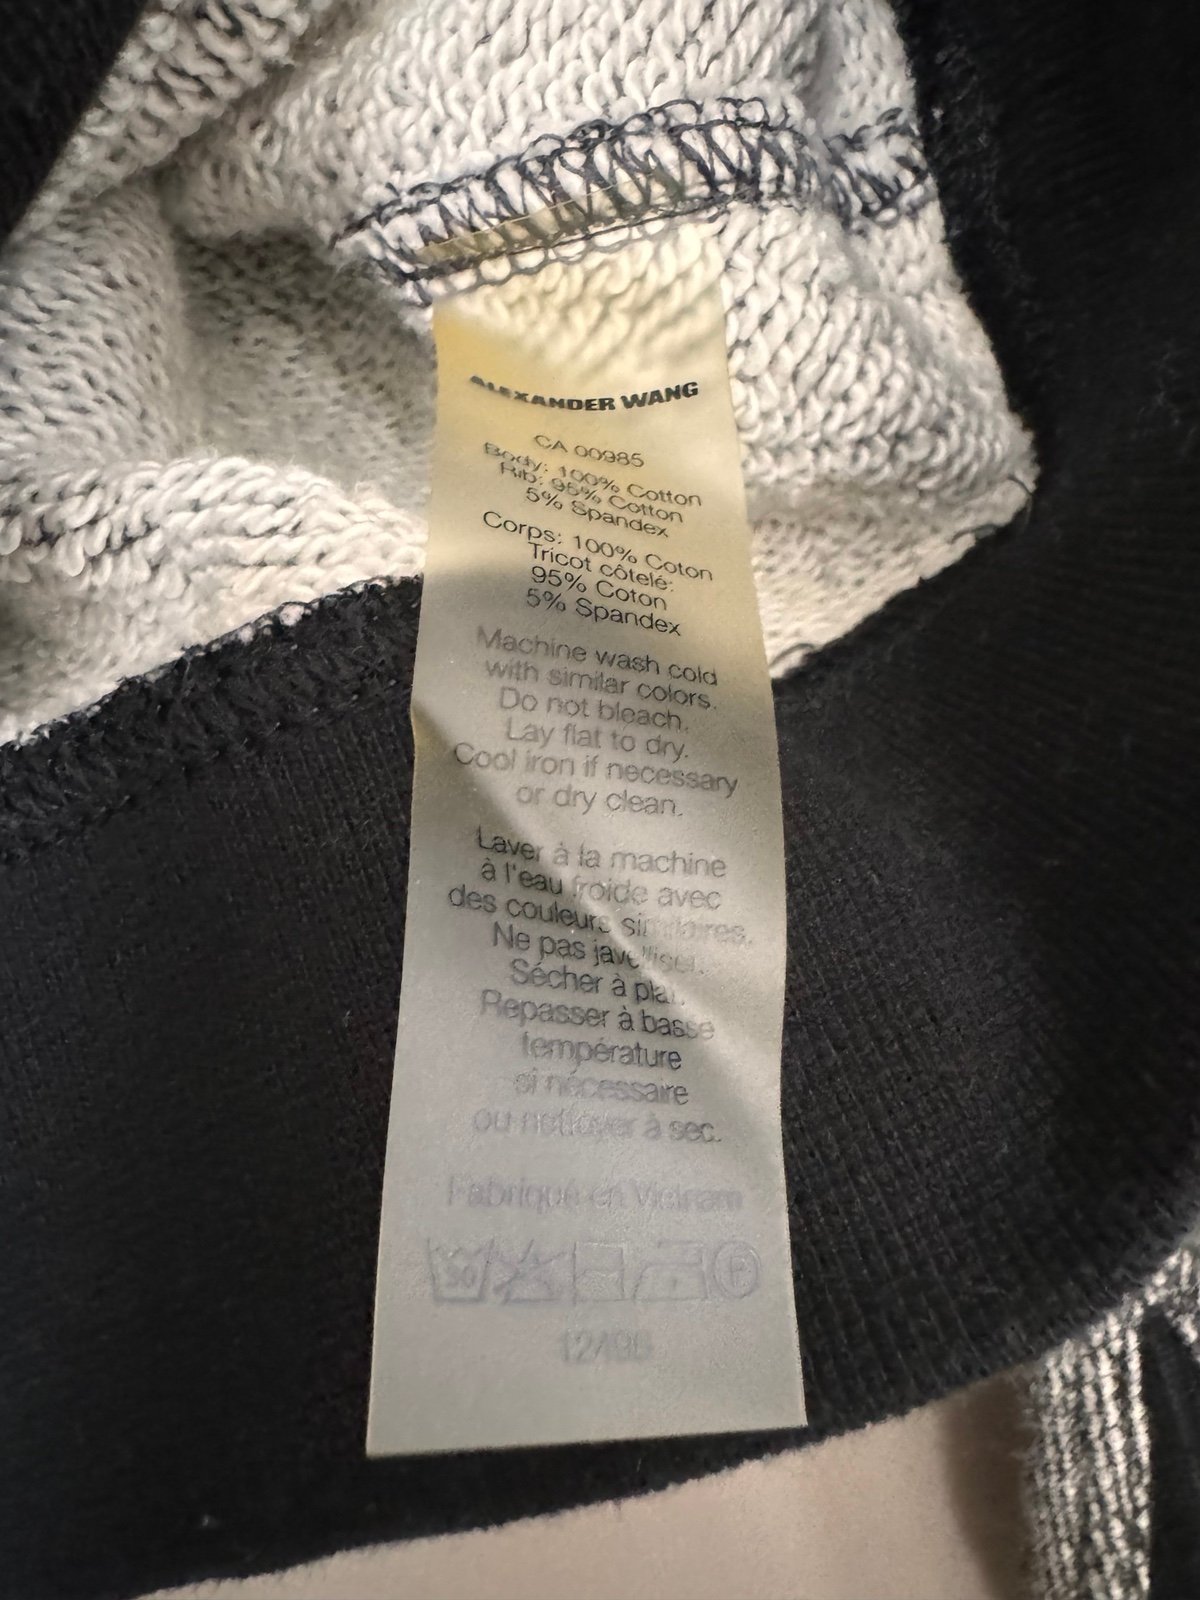 ALEXANDER WANG
CA 00985
Body: 100% Cotton
Rib: 95% Cotton
5% Spandex
Corps: 100% Coton
Tricot côtelé:
95% Coton
5% Spandex
Machine wash cold
with similar colors.
Do not bleach.
Lay flat to dry.
Cool iron if necessary
or dry clean.
Laver à la machine
à l'eau froide avec
des couleurs similaires.
Ne pas javelliser.
Sécher à plat.
Repasser à basse
température
si nécessaire
ou nettoyer à sec.
Fabriqué en Vietnam
30 P